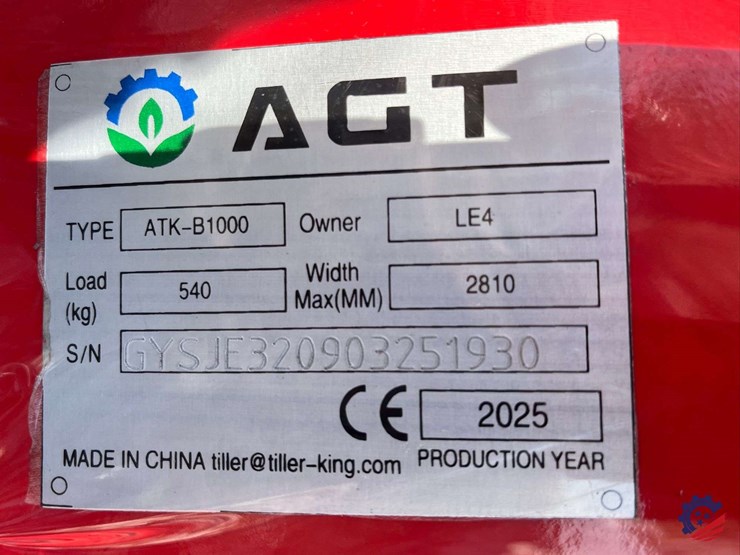 AGT
TYPE ATK-B1000 Owner LE4
Load (kg) 540 Width Max(MM) 2810
S/N GYSJE320903251930
CE 2025
MADE IN CHINA tiller@tiller-king.com PRODUCTION YEAR